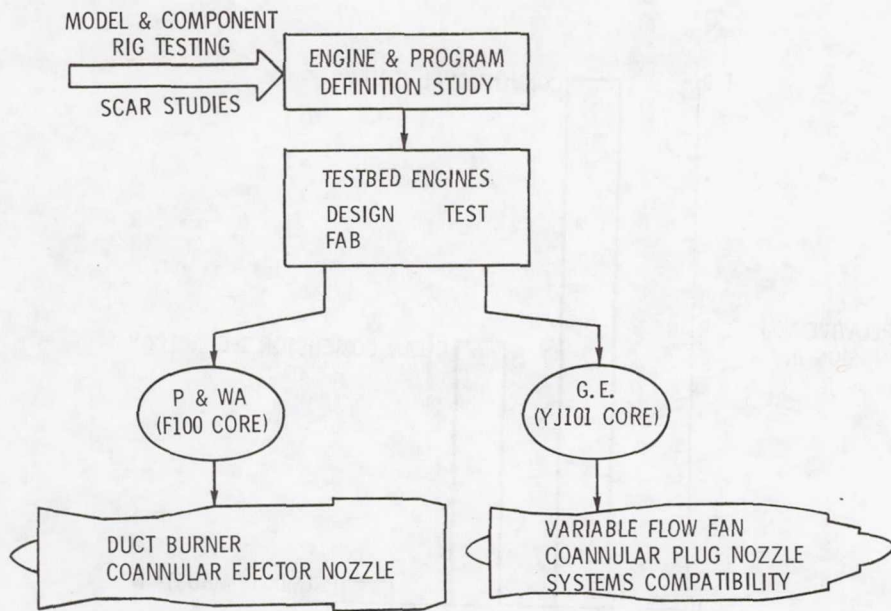 MODEL & COMPONENT
RIG TESTING
SCAR STUDIES
ENGINE & PROGRAM
DEFINITION STUDY
TESTBED ENGINES
DESIGN TEST
FAB
P & WA
(F100 CORE)
G.E.
(YJ101 CORE)
DUCT BURNER
COANNULAR EJECTOR NOZZLE
VARIABLE FLOW FAN
COANNULAR PLUG NOZZLE
SYSTEMS COMPATIBILITY